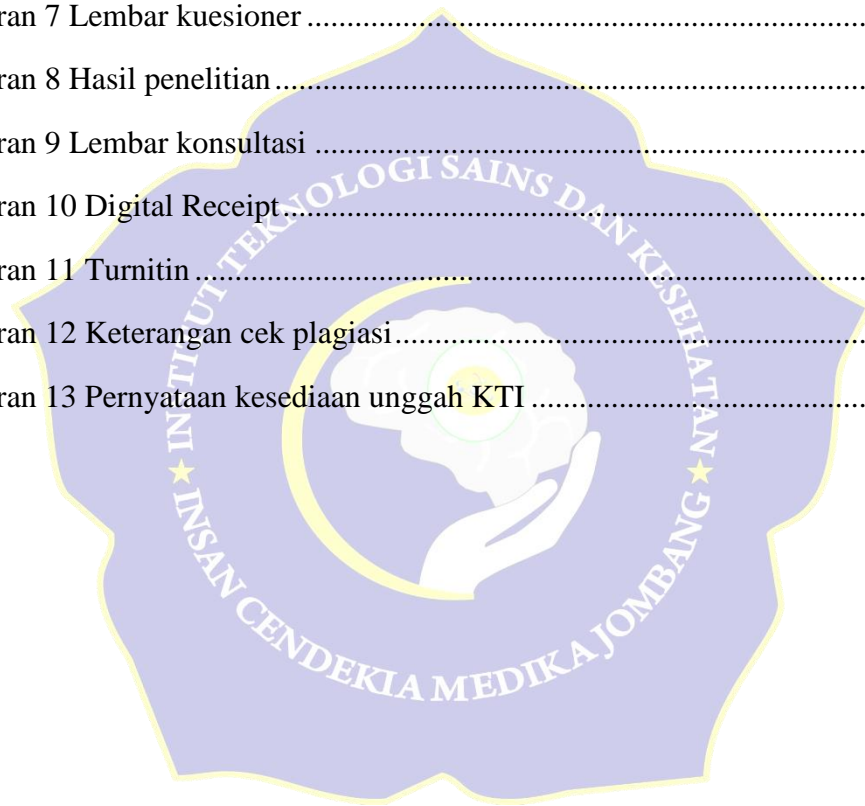 ran 7 Lembar kuesioner ................................................................
ran 8 Hasil penelitian ................................................................
ran 9 Lembar konsultasi ................................................................
ran 10 Digital Receipt ................................................................
ran 11 Turnitin ................................................................
ran 12 Keterangan cek plagiasi ................................................................
ran 13 Pernyataan kesediaan unggah KTI ................................................................
INTITUT TEKNOLOGI SAINS DAN KESEHATAN
INSAN CENDEKIA MEDIKA JOMBANG